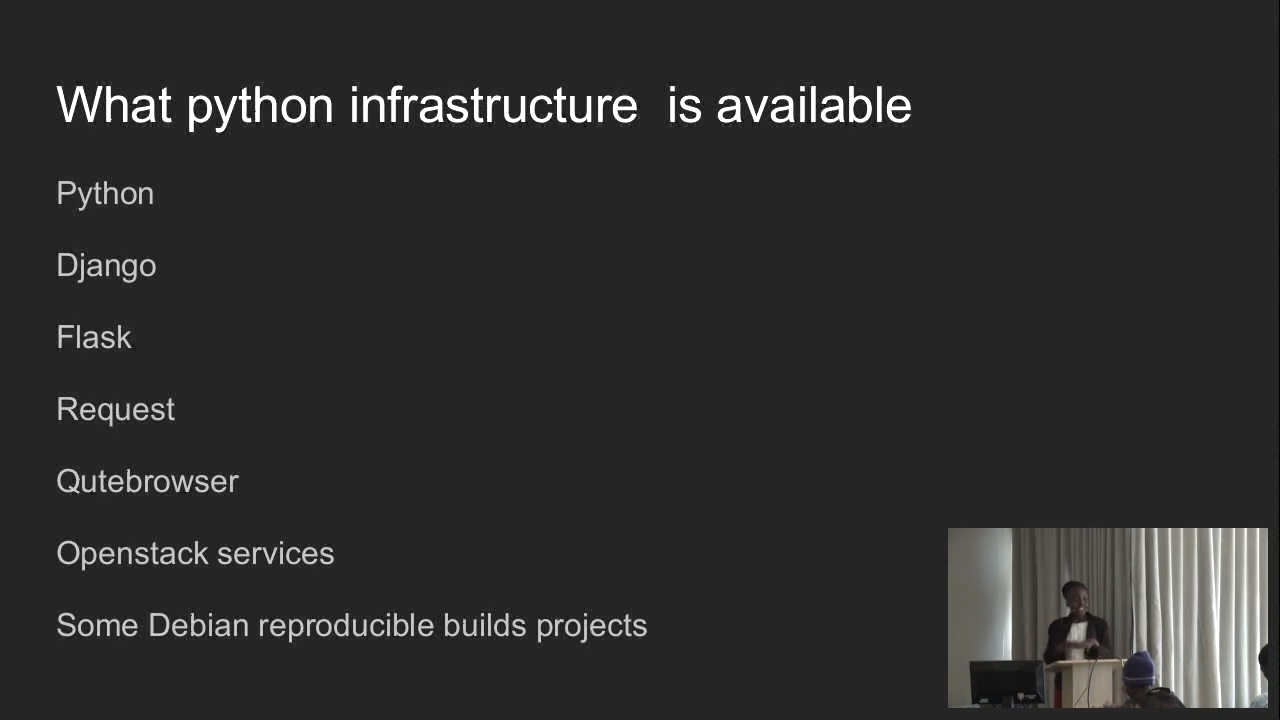 What python infrastructure  is available
Python
Django
Flask
Request
Qutebrowser
Openstack services
Some Debian reproducible builds projects